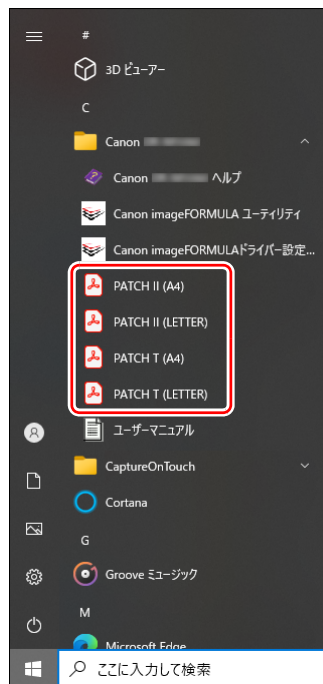 #
3D ビューアー
C
Canon
Canon ヘルプ
Canon imageFORMULA ユーティリティ
Canon imageFORMULAドライバー設定...
PATCH II (A4)
PATCH II (LETTER)
PATCH T (A4)
PATCH T (LETTER)
ユーザーマニュアル
CaptureOnTouch
Cortana
G
Groove ミュージック
M
Microsoft Edge
ここに入力して検索